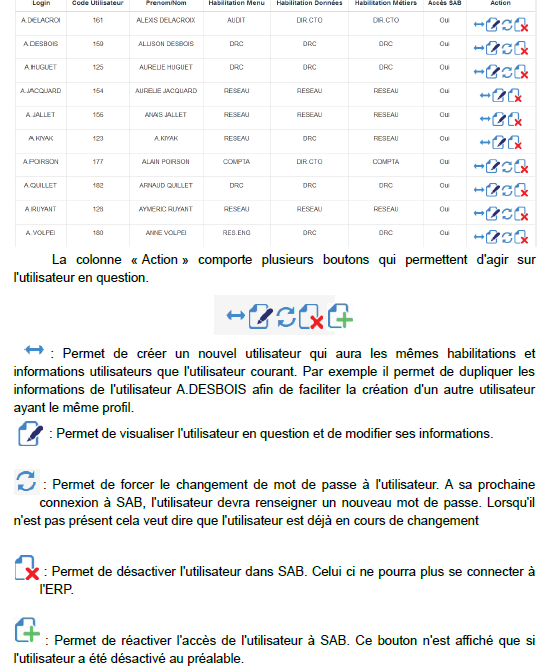 Login Code Utilisateur Prenom/Nom Habilitation Menu Habilitation Données Habilitation Métiers Accès SAB Action
A.DELACROI 161 ALEXIS DELACROIX AUDIT DIR.CTO DIR.CTO Oui
A.DESBOIS 159 ALLISON DESBOIS DRC DRC DRC Oui
A.HUGUET 125 AURELIE HUGUET DRC DRC DRC Oui
A.JACQUARD 154 AURELIE JACQUARD RESEAU RESEAU RESEAU Oui
A.JALLET 156 ANAIS JALLET RESEAU RESEAU RESEAU Oui
A.KIYAK 123 A.KIYAK RESEAU DRC RESEAU Oui
A.POIRSON 177 ALAIN POIRSON COMPTA DIR.CTO COMPTA Oui
A.QUILLET 182 ARNAUD QUILLET DRC DRC DRC Oui
A.RUYANT 128 AYMERIC RUYANT RESEAU RESEAU RESEAU Oui
A.VOLPEI 180 ANNE VOLPEI RES.ENG DRC DRC Oui
La colonne « Action » comporte plusieurs boutons qui permettent d'agir sur
l'utilisateur en question.
: Permet de créer un nouvel utilisateur qui aura les mêmes habilitations et
informations utilisateurs que l'utilisateur courant. Par exemple il permet de dupliquer les
informations de l'utilisateur A.DESBOIS afin de faciliter la création d'un autre utilisateur
ayant le même profil.
: Permet de visualiser l'utilisateur en question et de modifier ses informations.
: Permet de forcer le changement de mot de passe à l'utilisateur. A sa prochaine
connexion à SAB, l'utilisateur devra renseigner un nouveau mot de passe. Lorsqu'il
n'est pas présent cela veut dire que l'utilisateur est déjà en cours de changement
: Permet de désactiver l'utilisateur dans SAB. Celui ci ne pourra plus se connecter à
l'ERP.
: Permet de réactiver l'accès de l'utilisateur à SAB. Ce bouton n'est affiché que si
l'utilisateur a été désactivé au préalable.